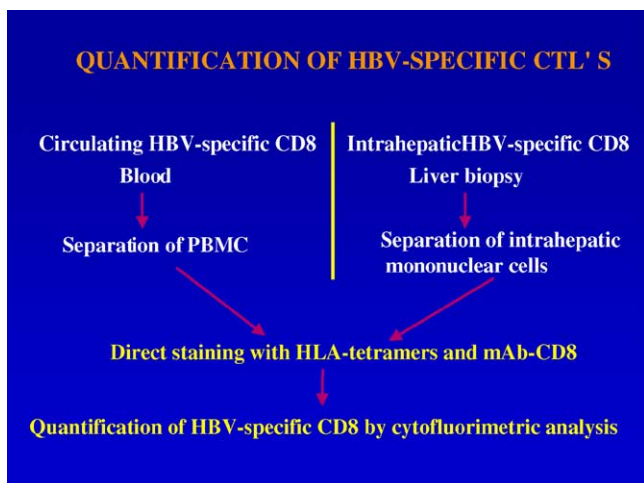 QUANTIFICATION OF HBV-SPECIFIC CTL' S
Circulating HBV-specific CD8
Blood
Separation of PBMC
IntrahepaticHBV-specific CD8
Liver biopsy
Separation of intrahepatic
mononuclear cells
Direct staining with HLA-tetramers and mAb-CD8
Quantification of HBV-specific CD8 by cytofluorimetric analysis